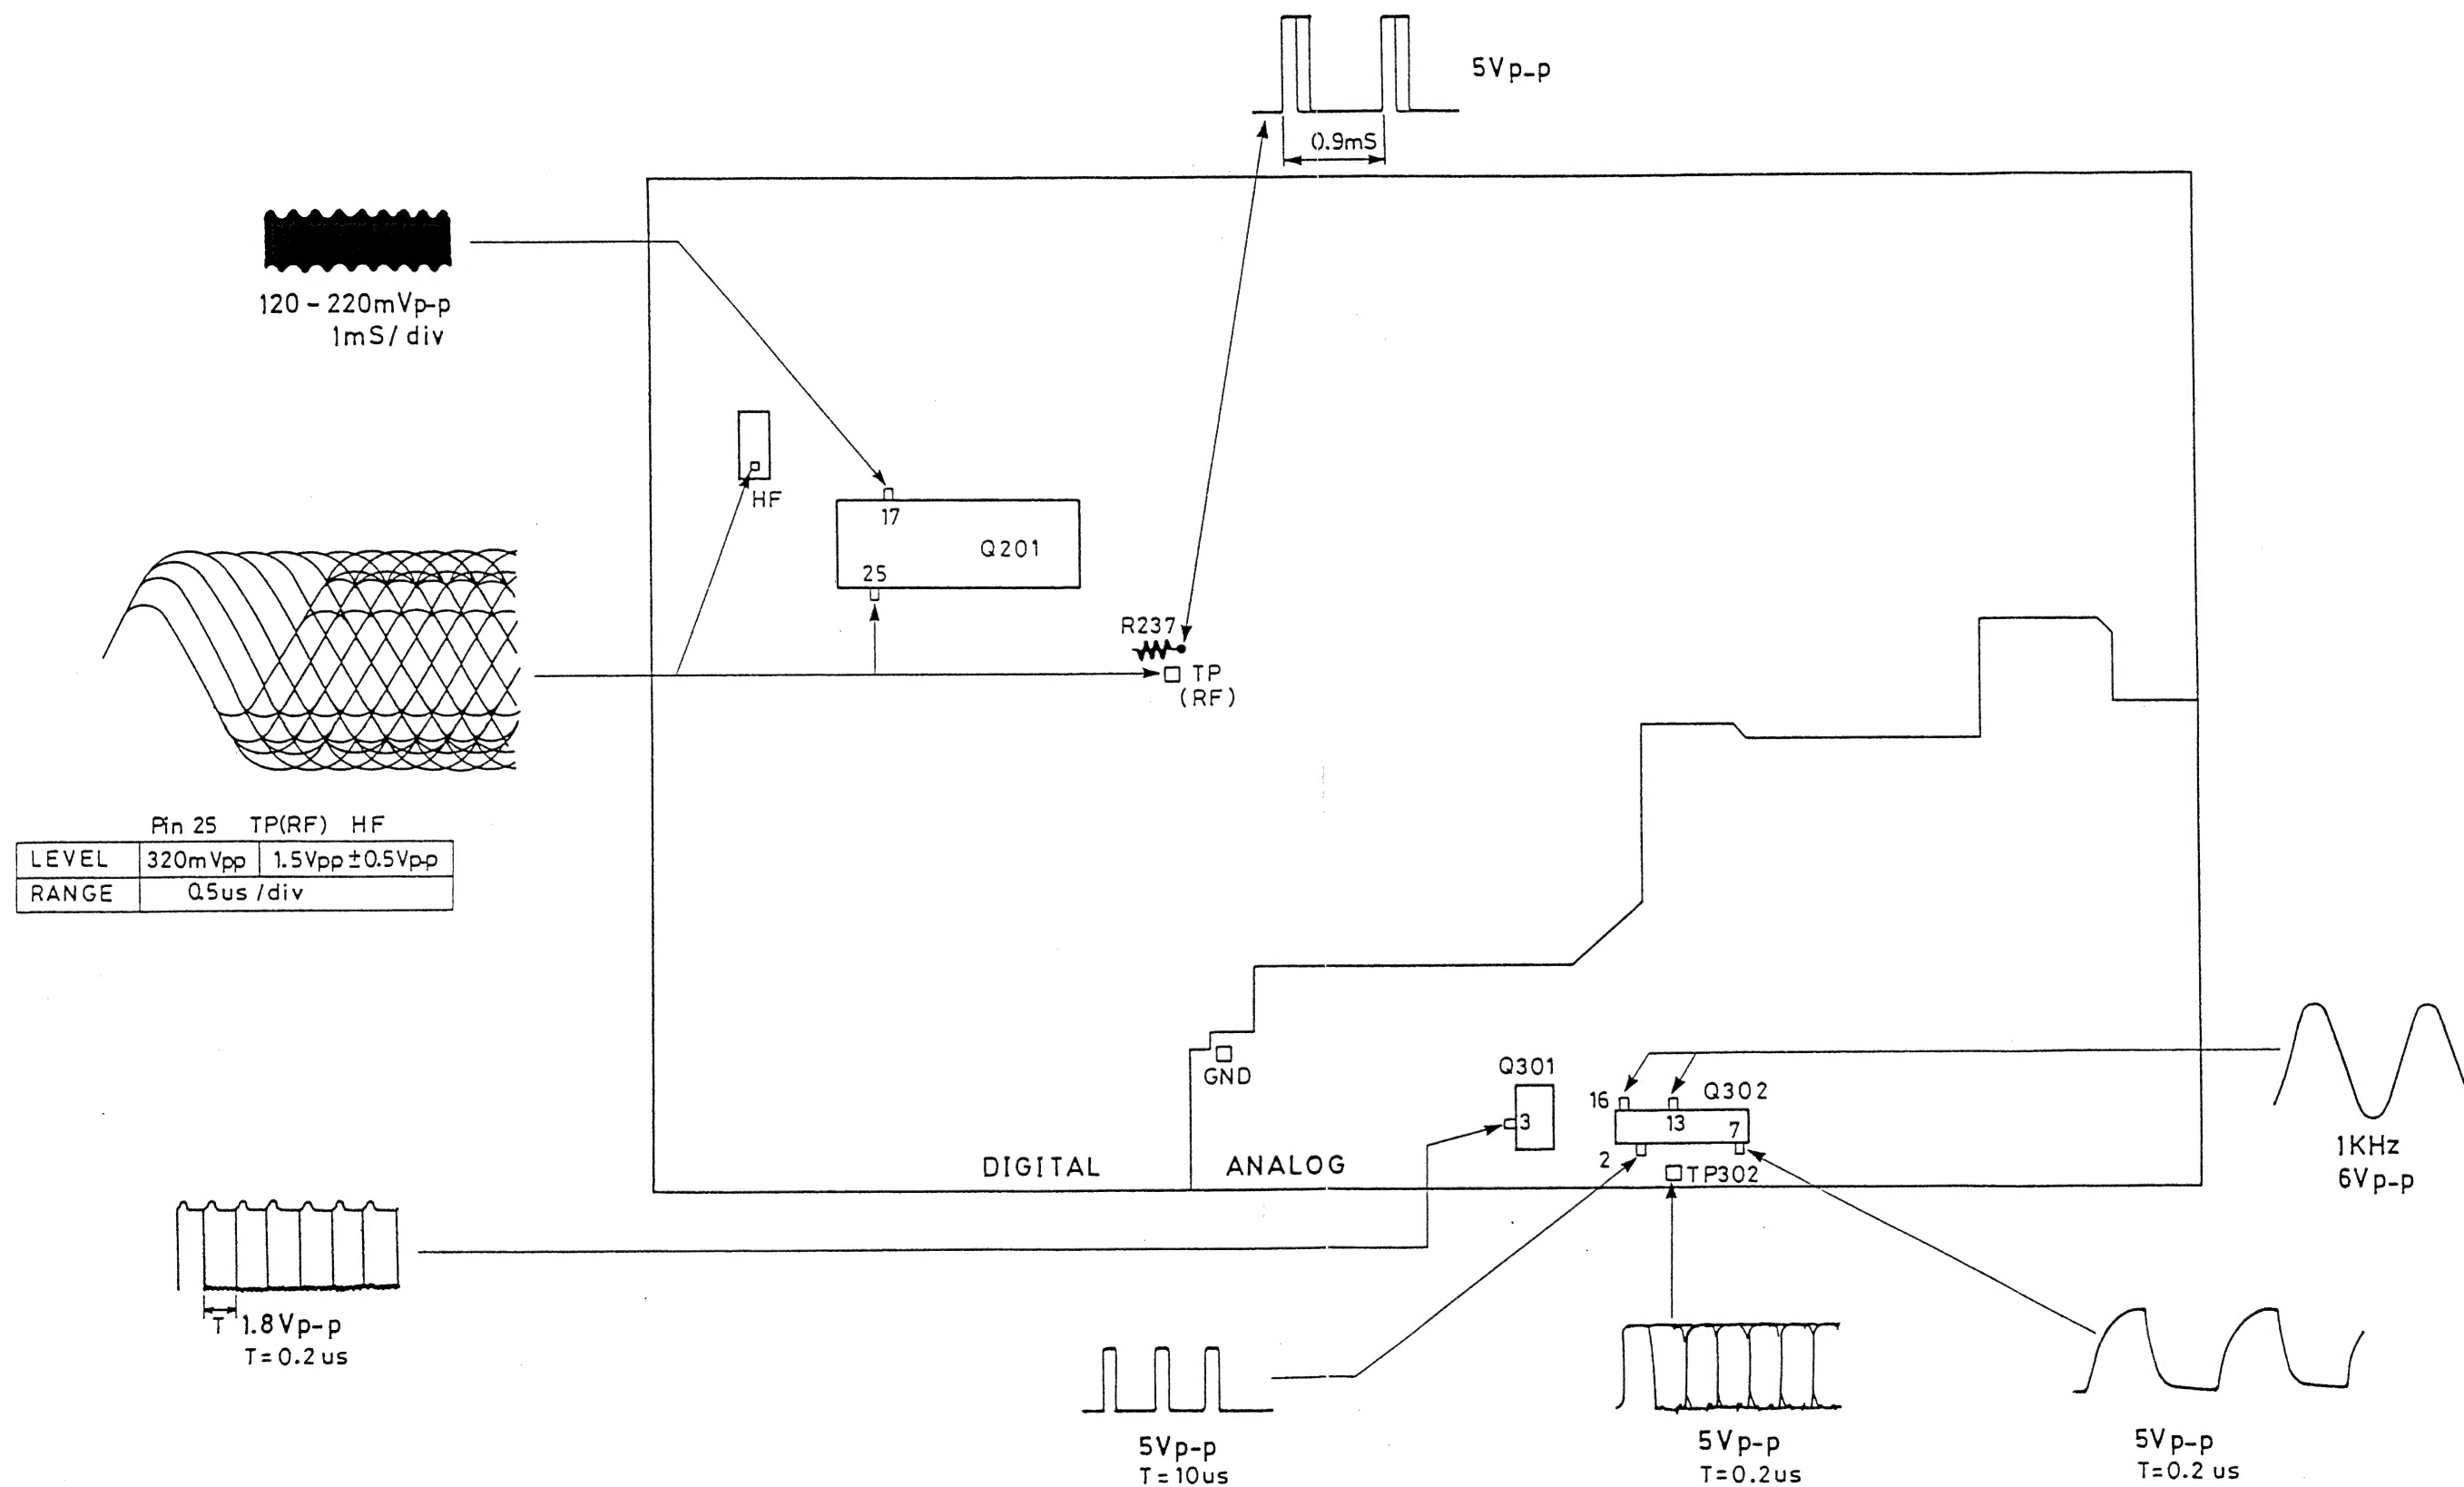 5Vp-p
0.9mS
120-220mVp-p
1mS/div
HF
17
Q201
25
R237
TP
(RF)
Pin 25 TP(RF) HF
LEVEL 320mVpp 1.5Vpp±0.5Vp-p
RANGE 0.5us/div
GND
Q301
3
16
Q302
13
7
2
TP302
DIGITAL
ANALOG
1KHz
6Vp-p
T 1.8Vp-p
T=0.2us
5Vp-p
T=10us
5Vp-p
T=0.2us
5Vp-p
T=0.2us